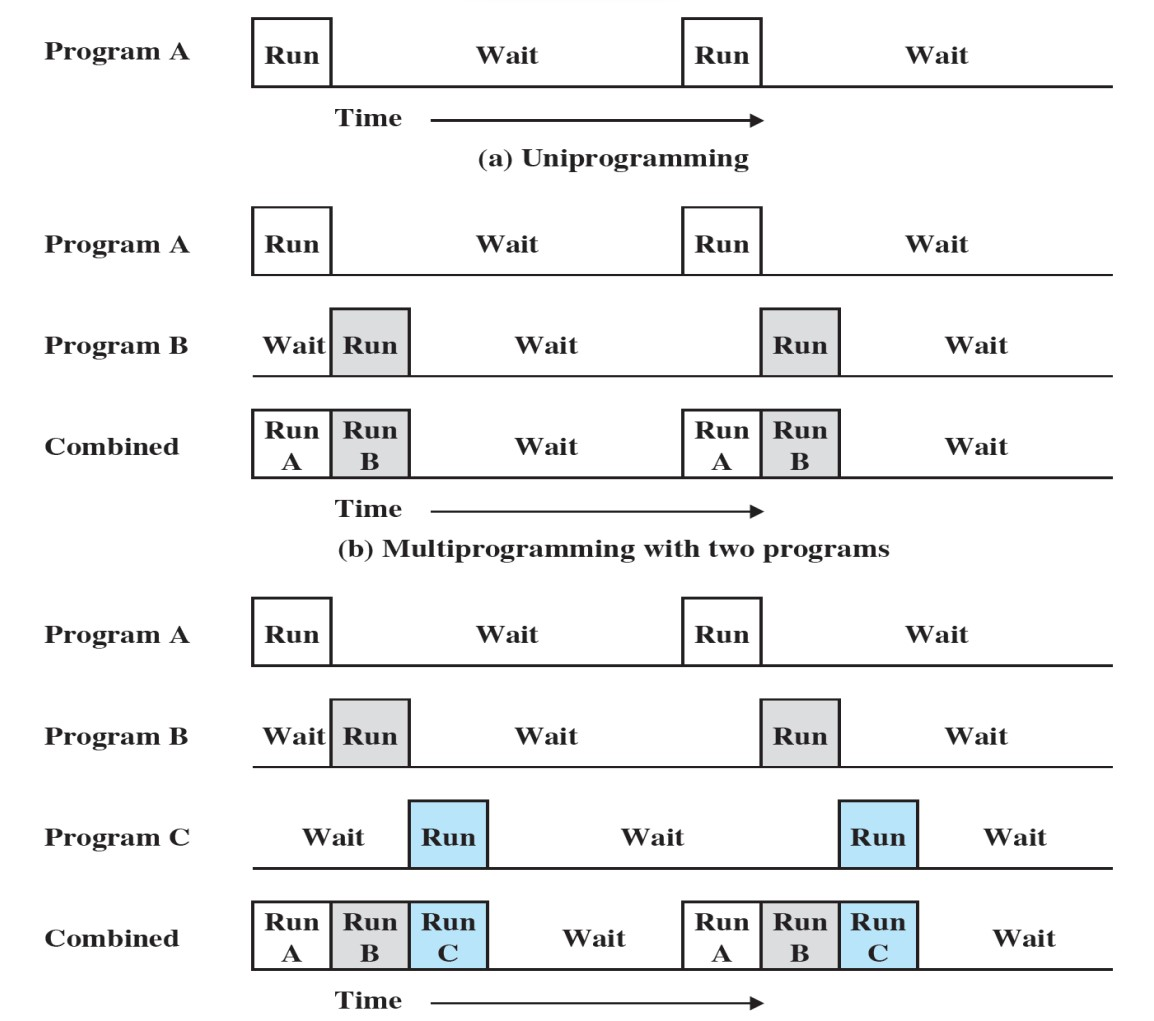 Program A Run Wait Run Wait
Time
(a) Uniprogramming
Program A Run Wait Run Wait
Program B Wait Run Wait Run Wait
Combined Run A Run B Wait Run A Run B Wait
Time
(b) Multiprogramming with two programs
Program A Run Wait Run Wait
Program B Wait Run Wait Run Wait
Program C Wait Run Wait Run Wait
Combined Run A Run B Run C Wait Run A Run B Run C Wait
Time